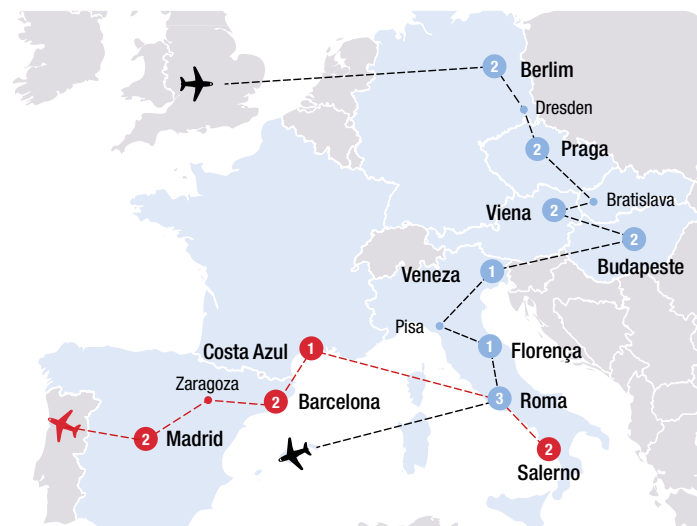 2 Berlim
Dresden
2 Praga
Bratislava
Viena 2
2
Budapeste
Veneza 1
Pisa
1 Florença
Costa Azul 1
Zaragoza
2 Barcelona
3 Roma
2 Madrid
2
Salerno